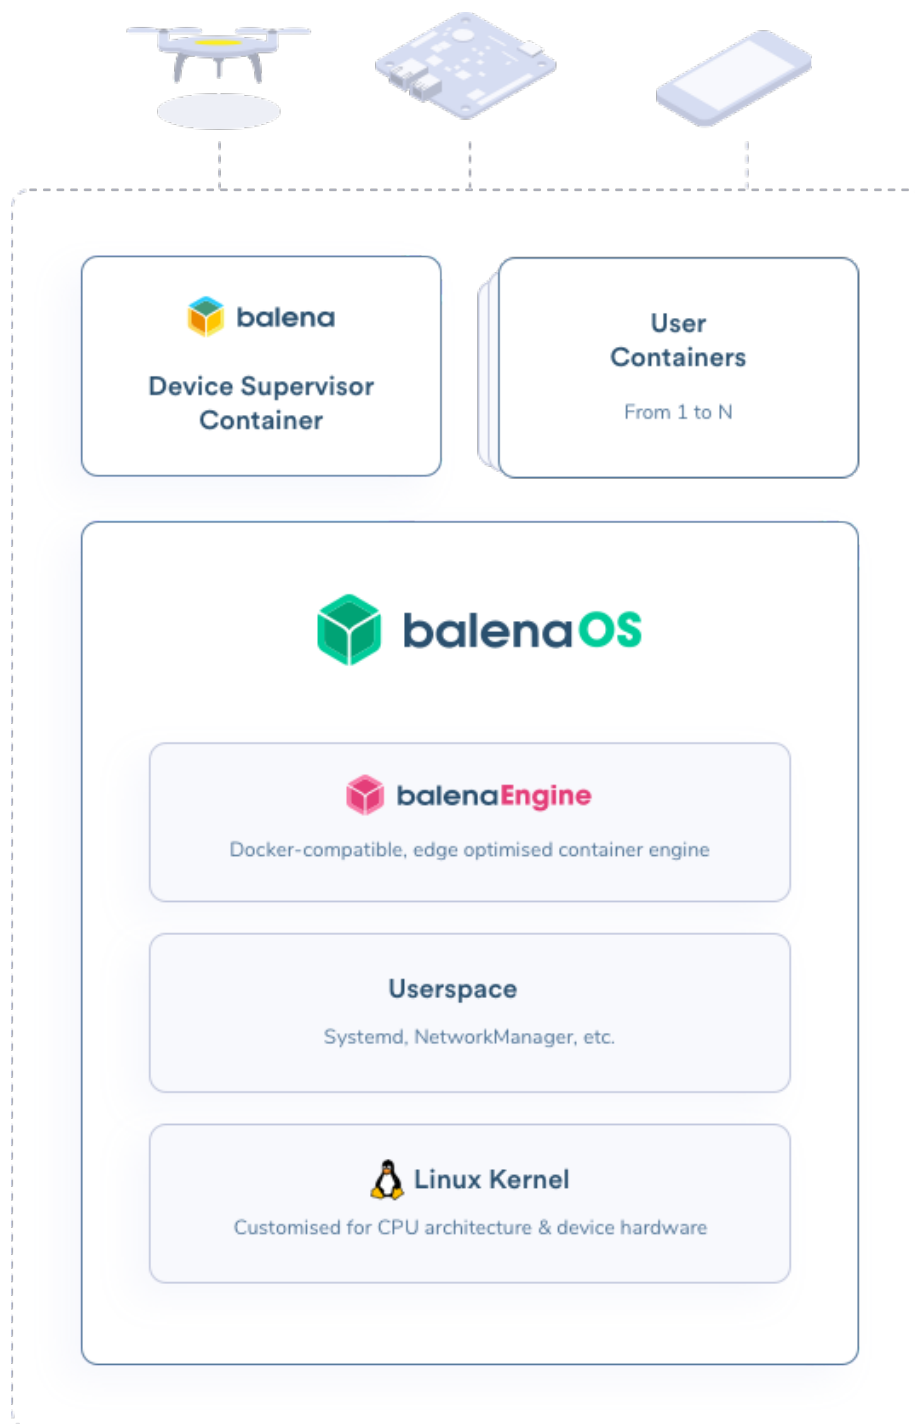 balena
Device Supervisor
Container
User
Containers
From 1 to N
balenaOS
balenaEngine
Docker-compatible, edge optimised container engine
Userspace
Systemd, NetworkManager, etc.
Linux Kernel
Customised for CPU architecture & device hardware